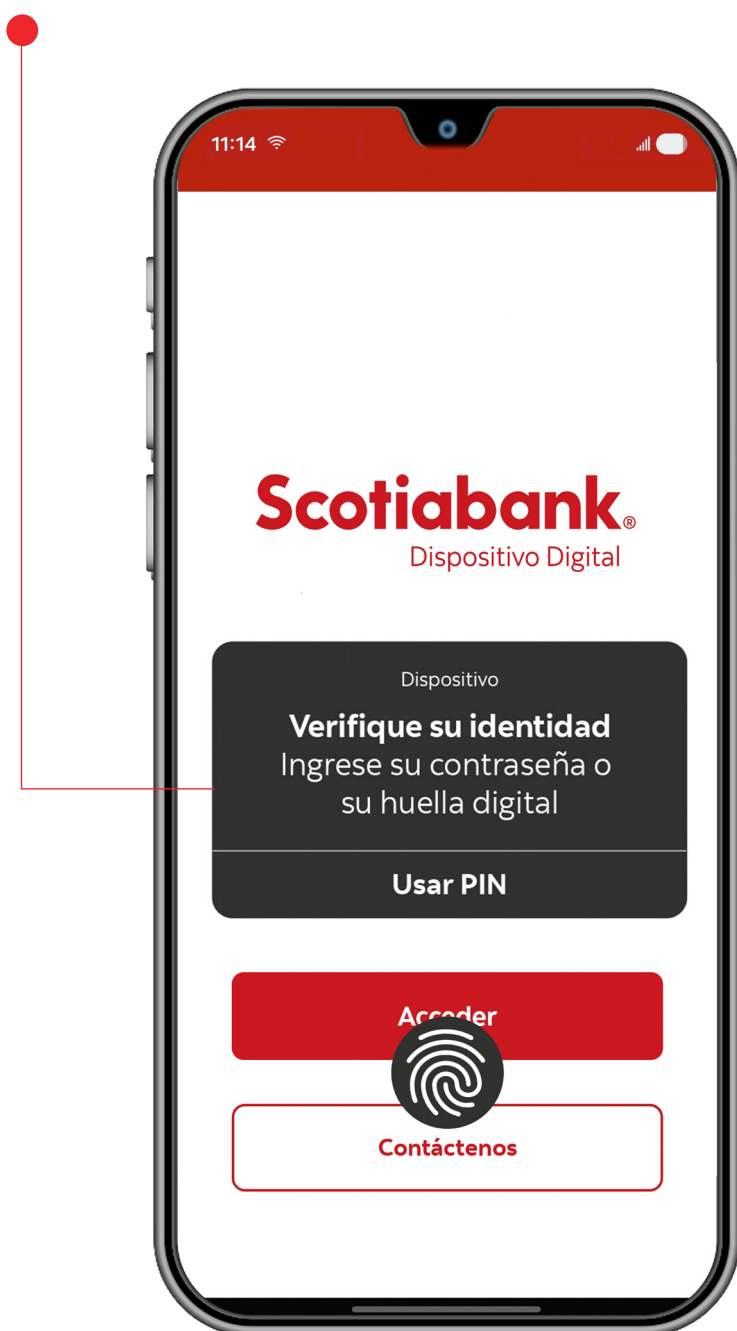 11:14
Scotiabank®
Dispositivo Digital
Dispositivo
Verifique su identidad
Ingrese su contraseña o
su huella digital
Usar PIN
Acceder
Contáctenos